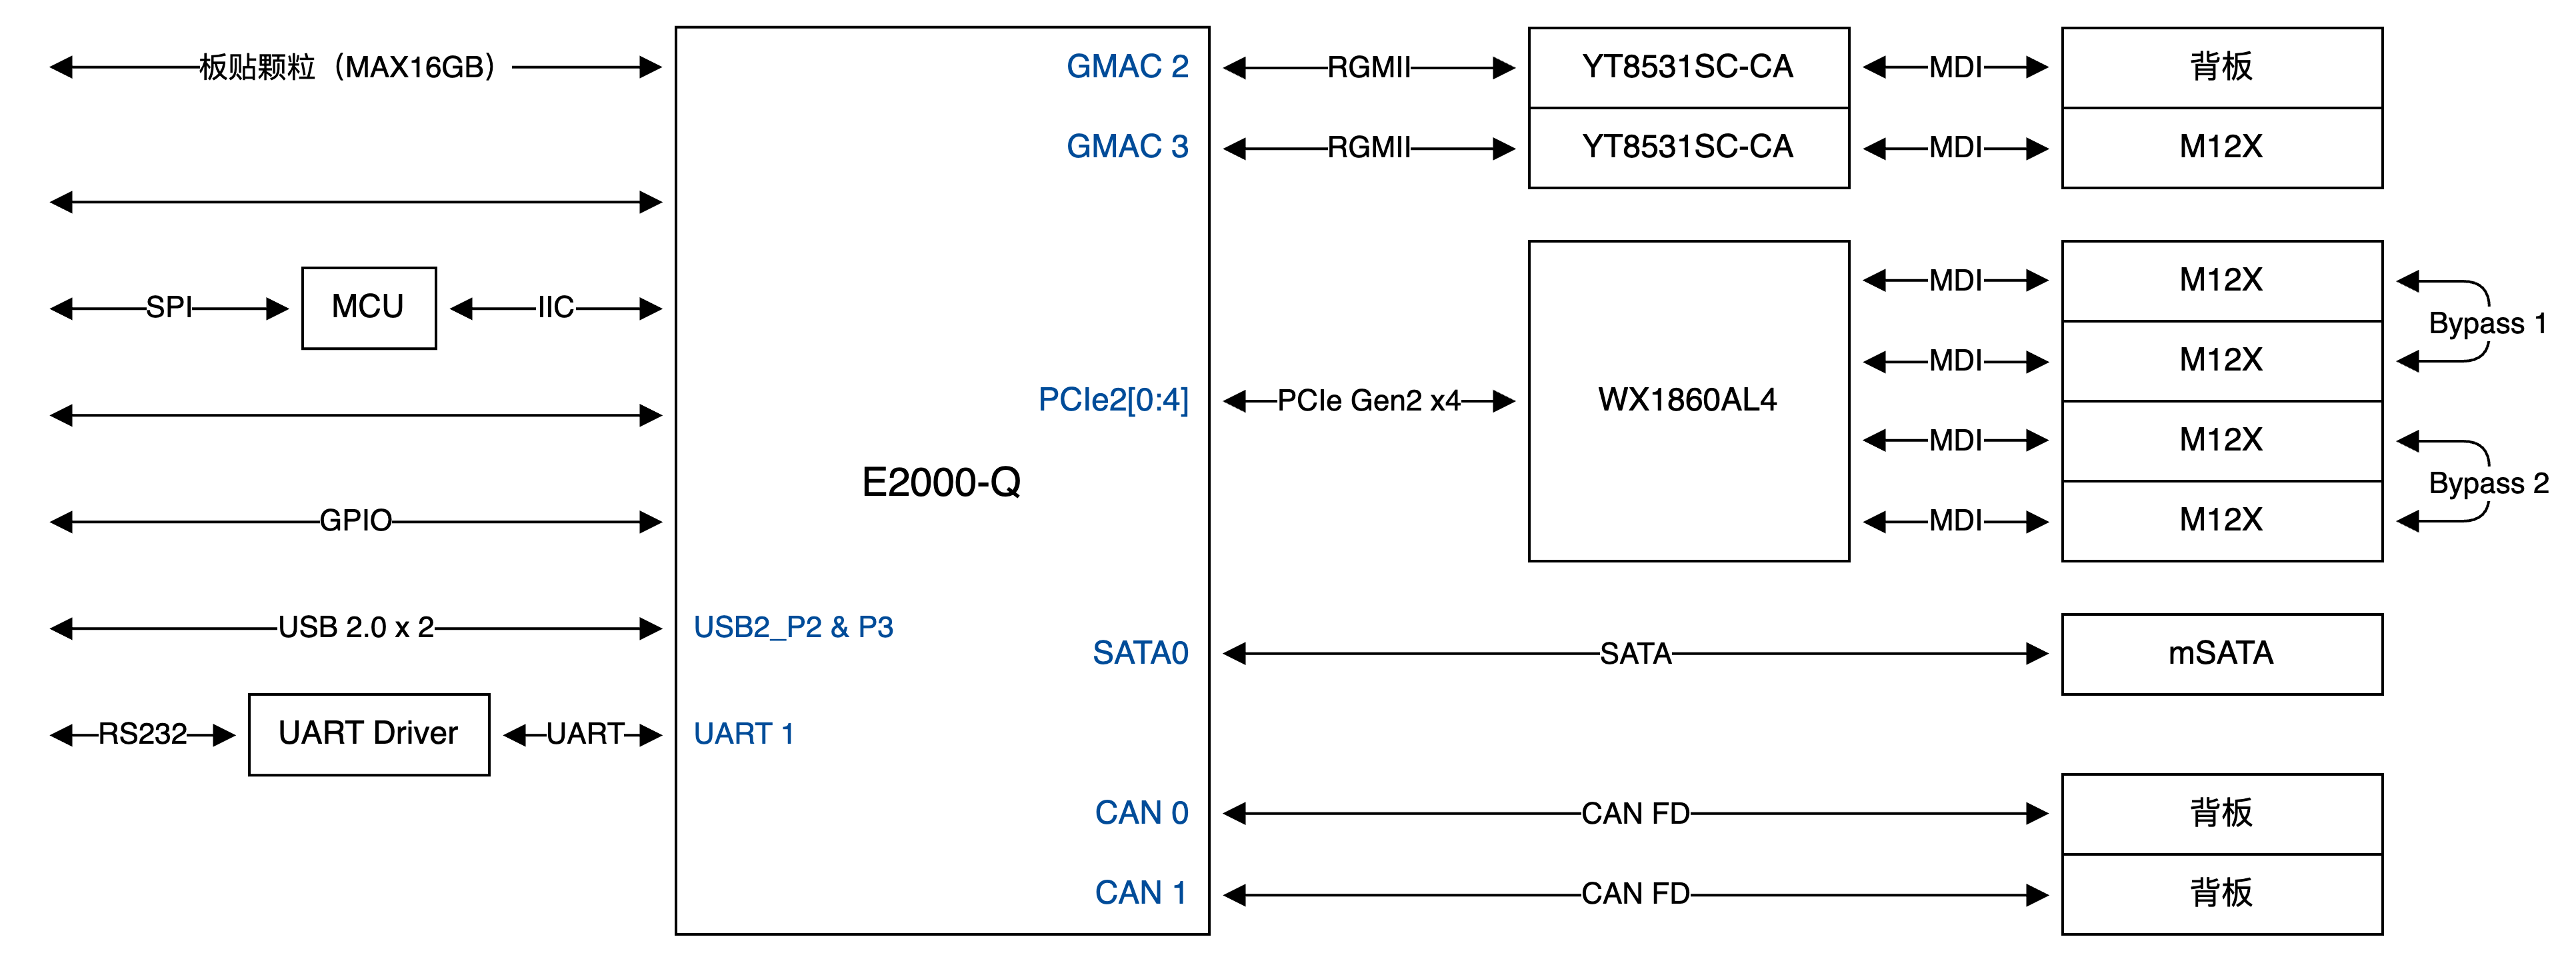 板贴颗粒（MAX16GB）
GMAC 2
RGMII
YT8531SC-CA
MDI
背板
GMAC 3
RGMII
YT8531SC-CA
MDI
M12X
SPI
MCU
IIC
PCIe2[0:4]
PCIe Gen2 x4
WX1860AL4
MDI
M12X
MDI
M12X
Bypass 1
MDI
M12X
MDI
M12X
Bypass 2
E2000-Q
GPIO
USB 2.0 x 2
USB2_P2 & P3
SATA0
SATA
mSATA
RS232
UART Driver
UART
UART 1
CAN 0
CAN FD
背板
CAN 1
CAN FD
背板